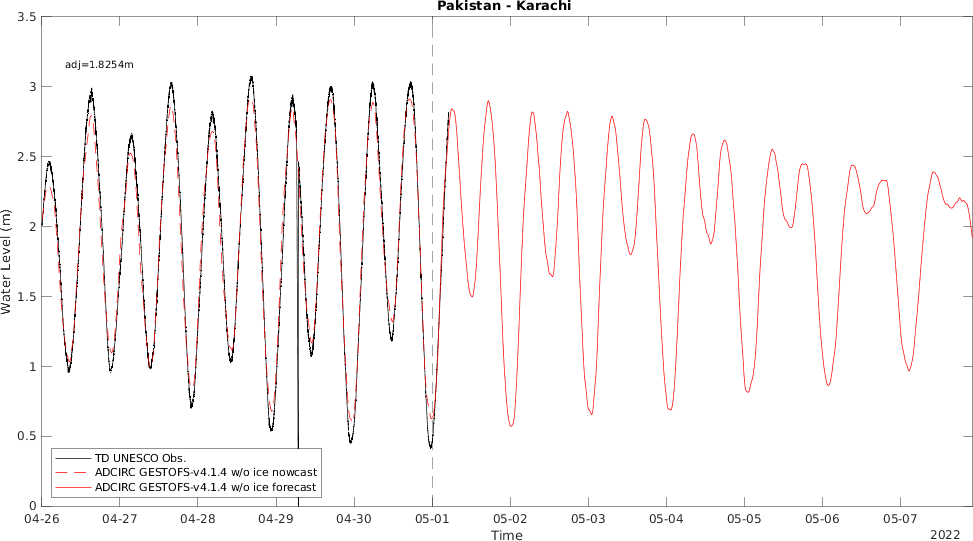 Pakistan - Karachi
3.5
adj=1.8254m
3
2.5
2
1.5
1
0.5
0
Water Level (m)
TD UNESCO Obs.
ADCIRC GESTOFS-v4.1.4 w/o ice nowcast
ADCIRC GESTOFS-v4.1.4 w/o ice forecast
04-26 04-27 04-28 04-29 04-30 05-01 05-02 05-03 05-04 05-05 05-06 05-07
Time
2022